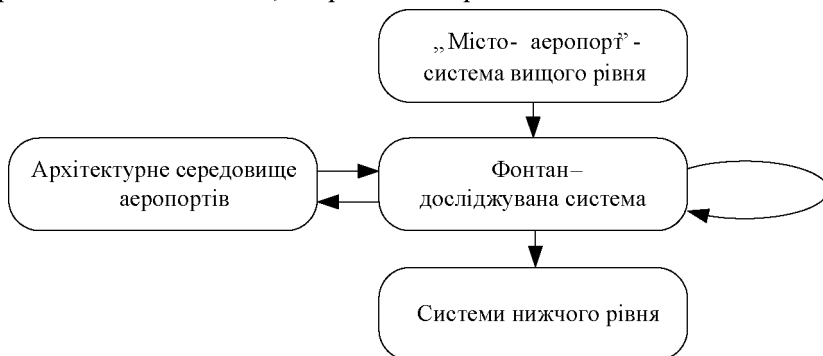 „Місто- аеропорт” -
система вищого рівня
Архітектурне середовище
аеропортів
Фонтан–
досліджувана система
Системи нижчого рівня